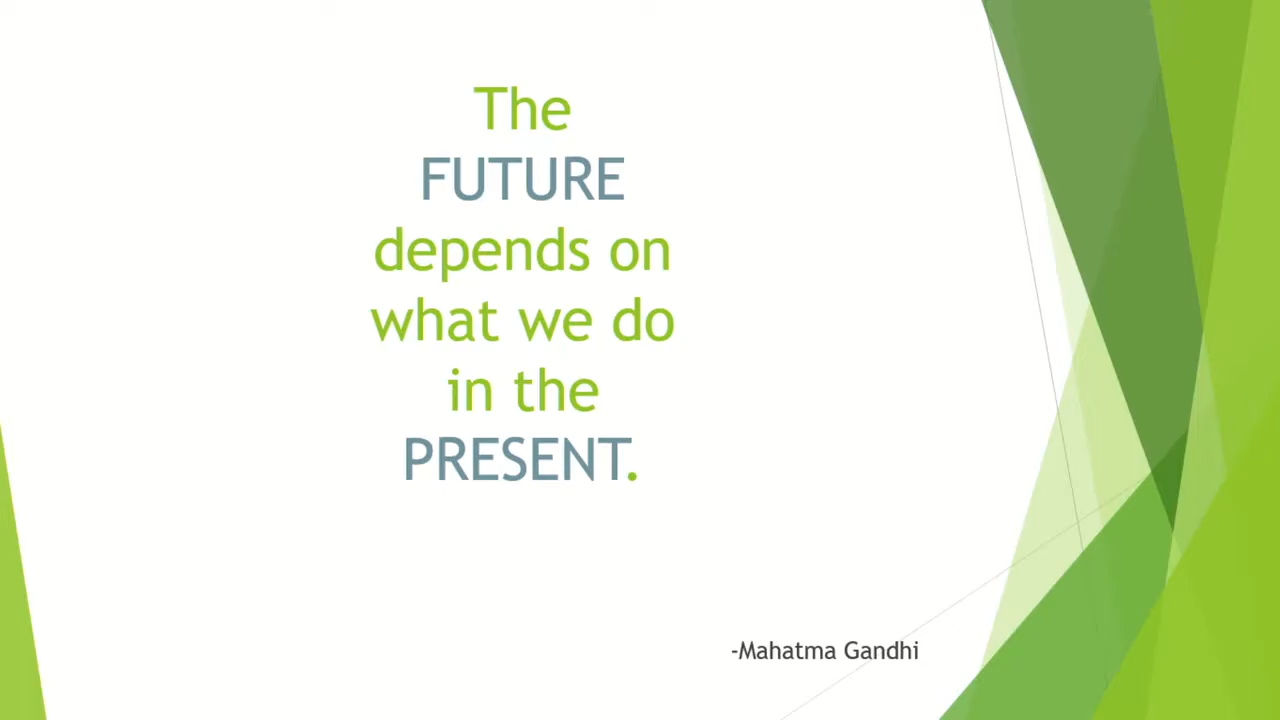 The
FUTURE
depends on
what we do
in the
PRESENT.
-Mahatma Gandhi